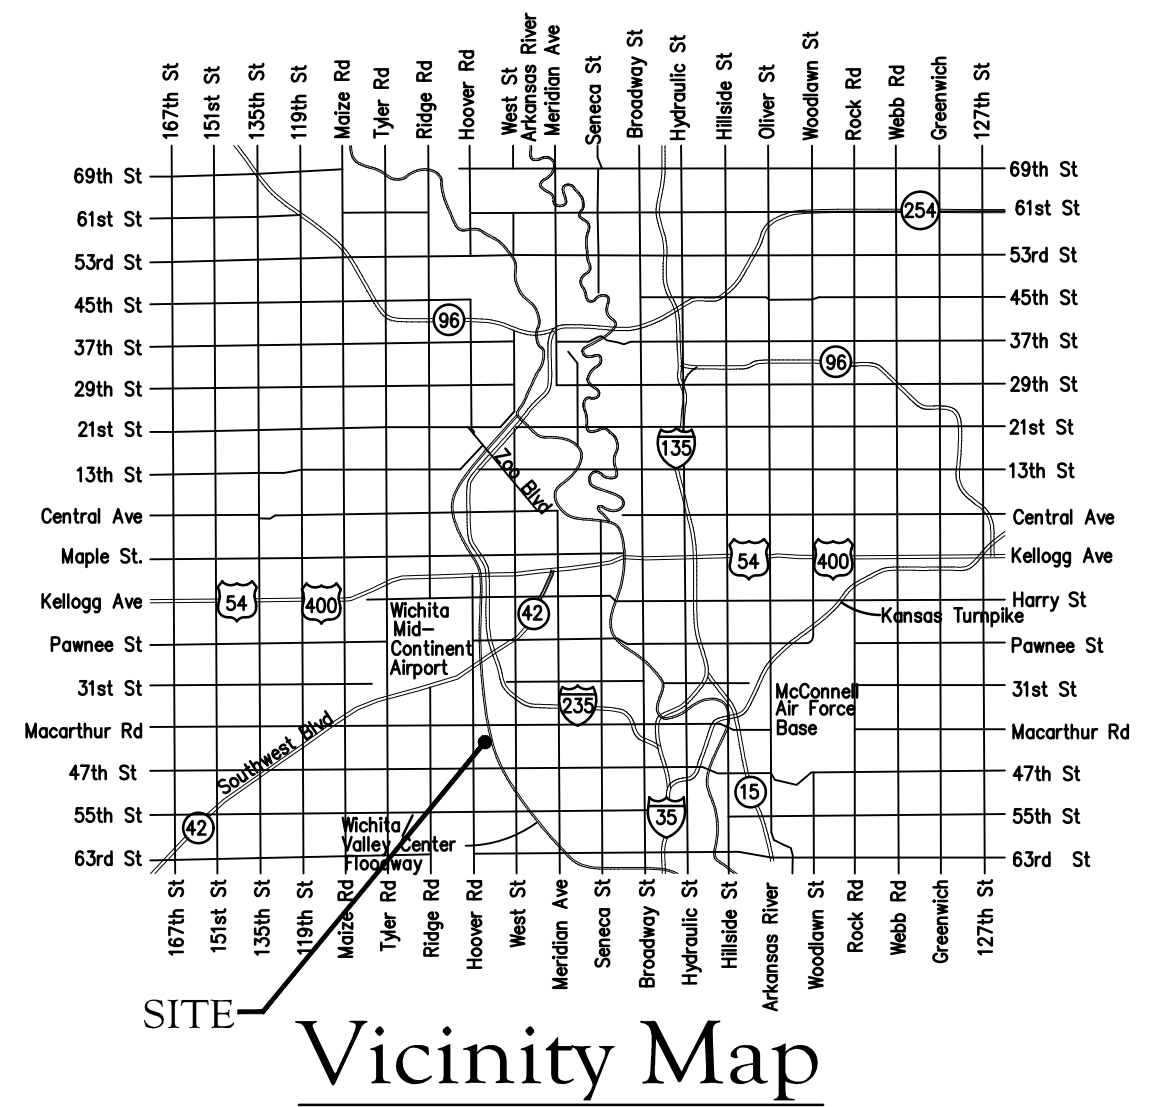 167th St
151st St
135th St
119th St
Maize Rd
Tyler Rd
Ridge Rd
Hoover Rd
West St
Arkansas River
Meridian Ave
Seneca St
Broadway St
Hydraulic St
Hillside St
Oliver St
Woodlawn St
Rock Rd
Webb Rd
Greenwich
127th St
69th St
69th St
61st St
254
61st St
53rd St
53rd St
45th St
45th St
96
37th St
37th St
96
29th St
29th St
21st St
21st St
135
13th St
13th St
Zoo Blvd
Central Ave
Central Ave
Maple St.
54
400
Kellogg Ave
Kellogg Ave
54
400
Harry St
Wichita
Mid-
Continent
Airport
42
Kansas Turnpike
Pawnee St
Pawnee St
31st St
31st St
McConnell
Air Force
Base
235
Macarthur Rd
Macarthur Rd
Southwest Blvd
47th St
47th St
15
55th St
55th St
42
35
Wichita
Valley Center
Floodway
63rd St
63rd St
167th St
151st St
135th St
119th St
Maize Rd
Tyler Rd
Ridge Rd
Hoover Rd
West St
Meridian Ave
Seneca St
Broadway St
Hydraulic St
Hillside St
Arkansas River
Woodlawn St
Rock Rd
Webb Rd
Greenwich
127th St
SITE
Vicinity Map